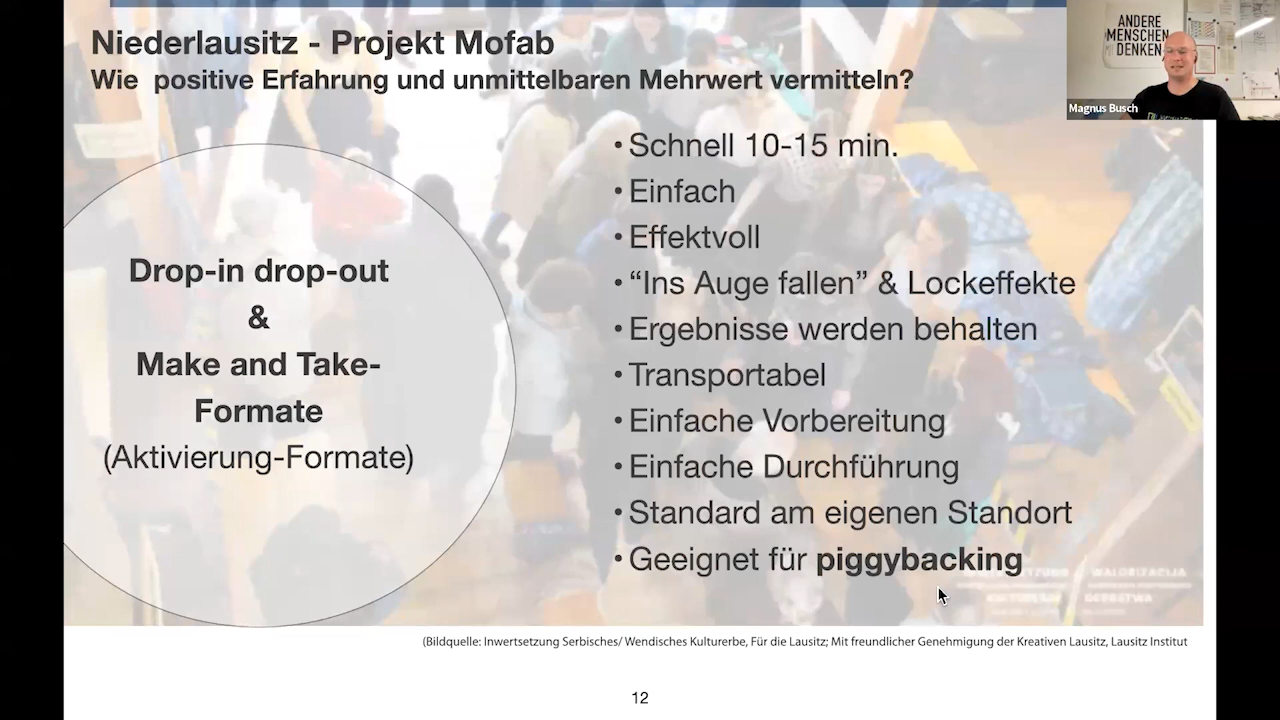 Niederlausitz - Projekt Mofab
Wie positive Erfahrung und unmittelbaren Mehrwert vermitteln?
ANDERE
MENSCHEN
DENKEN
Magnus Busch
Drop-in drop-out
&
Make and Take-
Formate
(Aktivierung-Formate)
•Schnell 10-15 min.
•Einfach
•Effektvoll
•“Ins Auge fallen” & Lockeffekte
•Ergebnisse werden behalten
•Transportabel
•Einfache Vorbereitung
•Einfache Durchführung
•Standard am eigenen Standort
•Geeignet für piggybacking
WALORIZACIJA
(Bildquelle: Inwertsetzung Serbisches/ Wendisches Kulturerbe, Für die Lausitz; Mit freundlicher Genehmigung der Kreativen Lausitz, Lausitz Institut
12